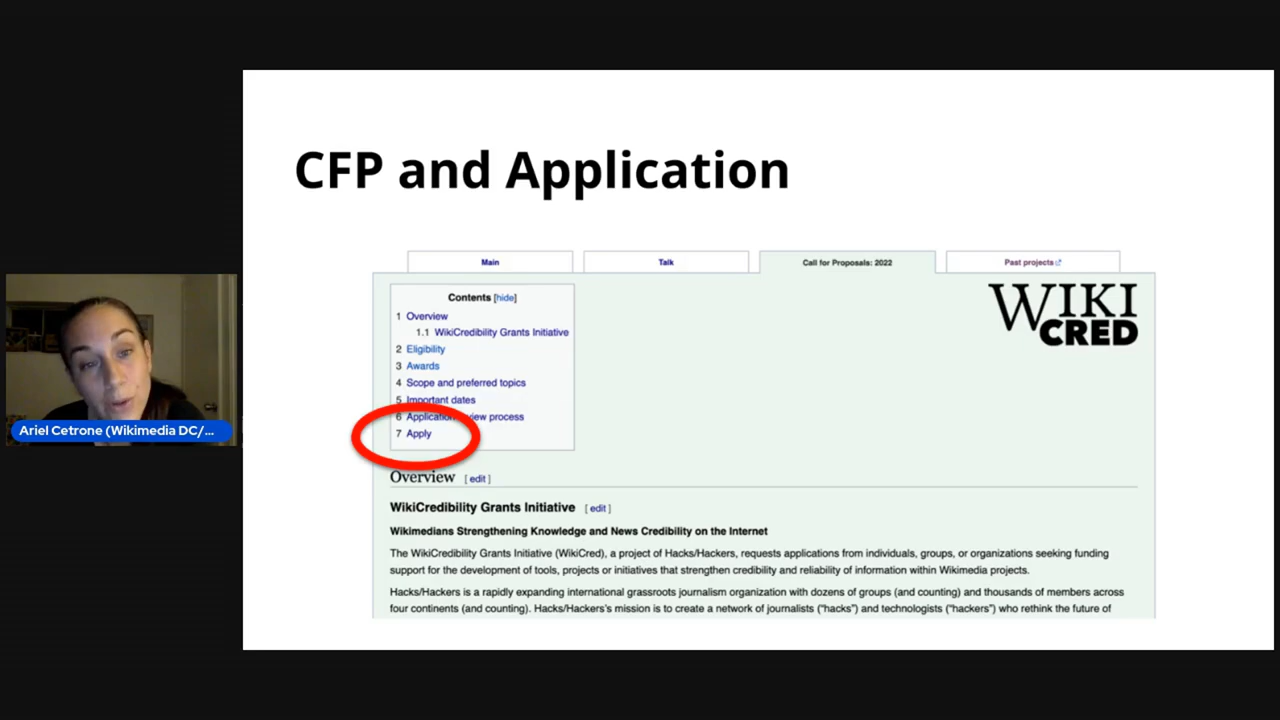 CFP and Application
Main
Talk
Call for Proposals: 2022
Past projects
WIKI
CRED
Contents [hide]
1 Overview
1.1 WikiCredibility Grants Initiative
2 Eligibility
3 Awards
4 Scope and preferred topics
5 Important dates
6 process
7 Apply
Overview [ edit ]
WikiCredibility Grants Initiative [ edit ]
Wikimedians Strengthening Knowledge and News Credibility on the Internet
The WikiCredibility Grants Initiative (WikiCred), a project of Hacks/Hackers, requests applications from individuals, groups, or organizations seeking funding
support for the development of tools, projects or initiatives that strengthen credibility and reliability of information within Wikimedia projects.
Hacks/Hackers is a rapidly expanding international grassroots journalism organization with dozens of groups (and counting) and thousands of members across
four continents (and counting). Hacks/Hackers's mission is to create a network of journalists ("hacks") and technologists ("hackers") who rethink the future of
Ariel Cetrone (Wikimedia DC/...